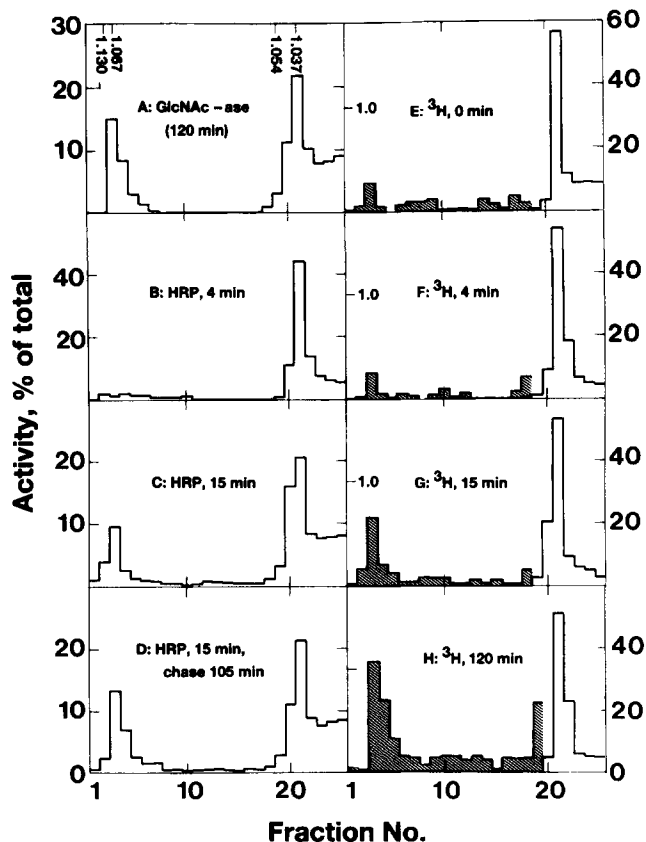 Activity, % of total
30
20
10
1.130
1.067
1.054
1.037
A: GlcNAc -ase
(120 min)
60
40
20
0
1.0
E: ³H, 0 min
40
20
B: HRP, 4 min
40
20
0
1.0
F: ³H, 4 min
20
10
C: HRP, 15 min
40
20
1.0
G: ³H, 15 min
20
10
0
D: HRP, 15 min,
chase 105 min
40
20
0
H: ³H, 120 min
1 10 20
1 10 20
Fraction No.